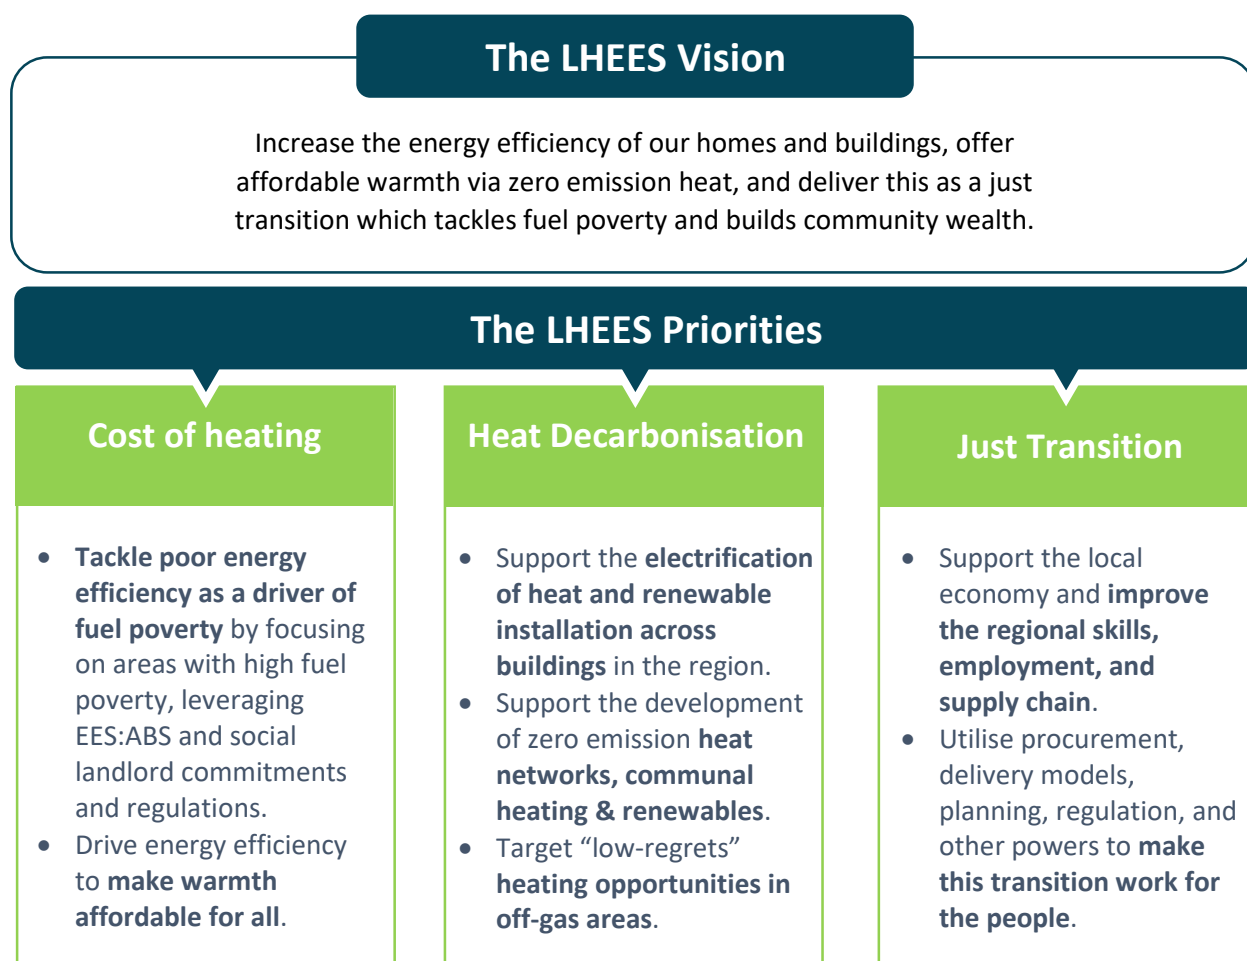 The LHEES Vision
Increase the energy efficiency of our homes and buildings, offer
affordable warmth via zero emission heat, and deliver this as a just
transition which tackles fuel poverty and builds community wealth.
The LHEES Priorities
Cost of heating
• Tackle poor energy
efficiency as a driver of
fuel poverty by focusing
on areas with high fuel
poverty, leveraging
EES:ABS and social
landlord commitments
and regulations.
• Drive energy efficiency
to make warmth
affordable for all.
Heat Decarbonisation
• Support the electrification
of heat and renewable
installation across
buildings in the region.
• Support the development
of zero emission heat
networks, communal
heating & renewables.
• Target “low-regrets”
heating opportunities in
off-gas areas.
Just Transition
• Support the local
economy and improve
the regional skills,
employment, and
supply chain.
• Utilise procurement,
delivery models,
planning, regulation, and
other powers to make
this transition work for
the people.